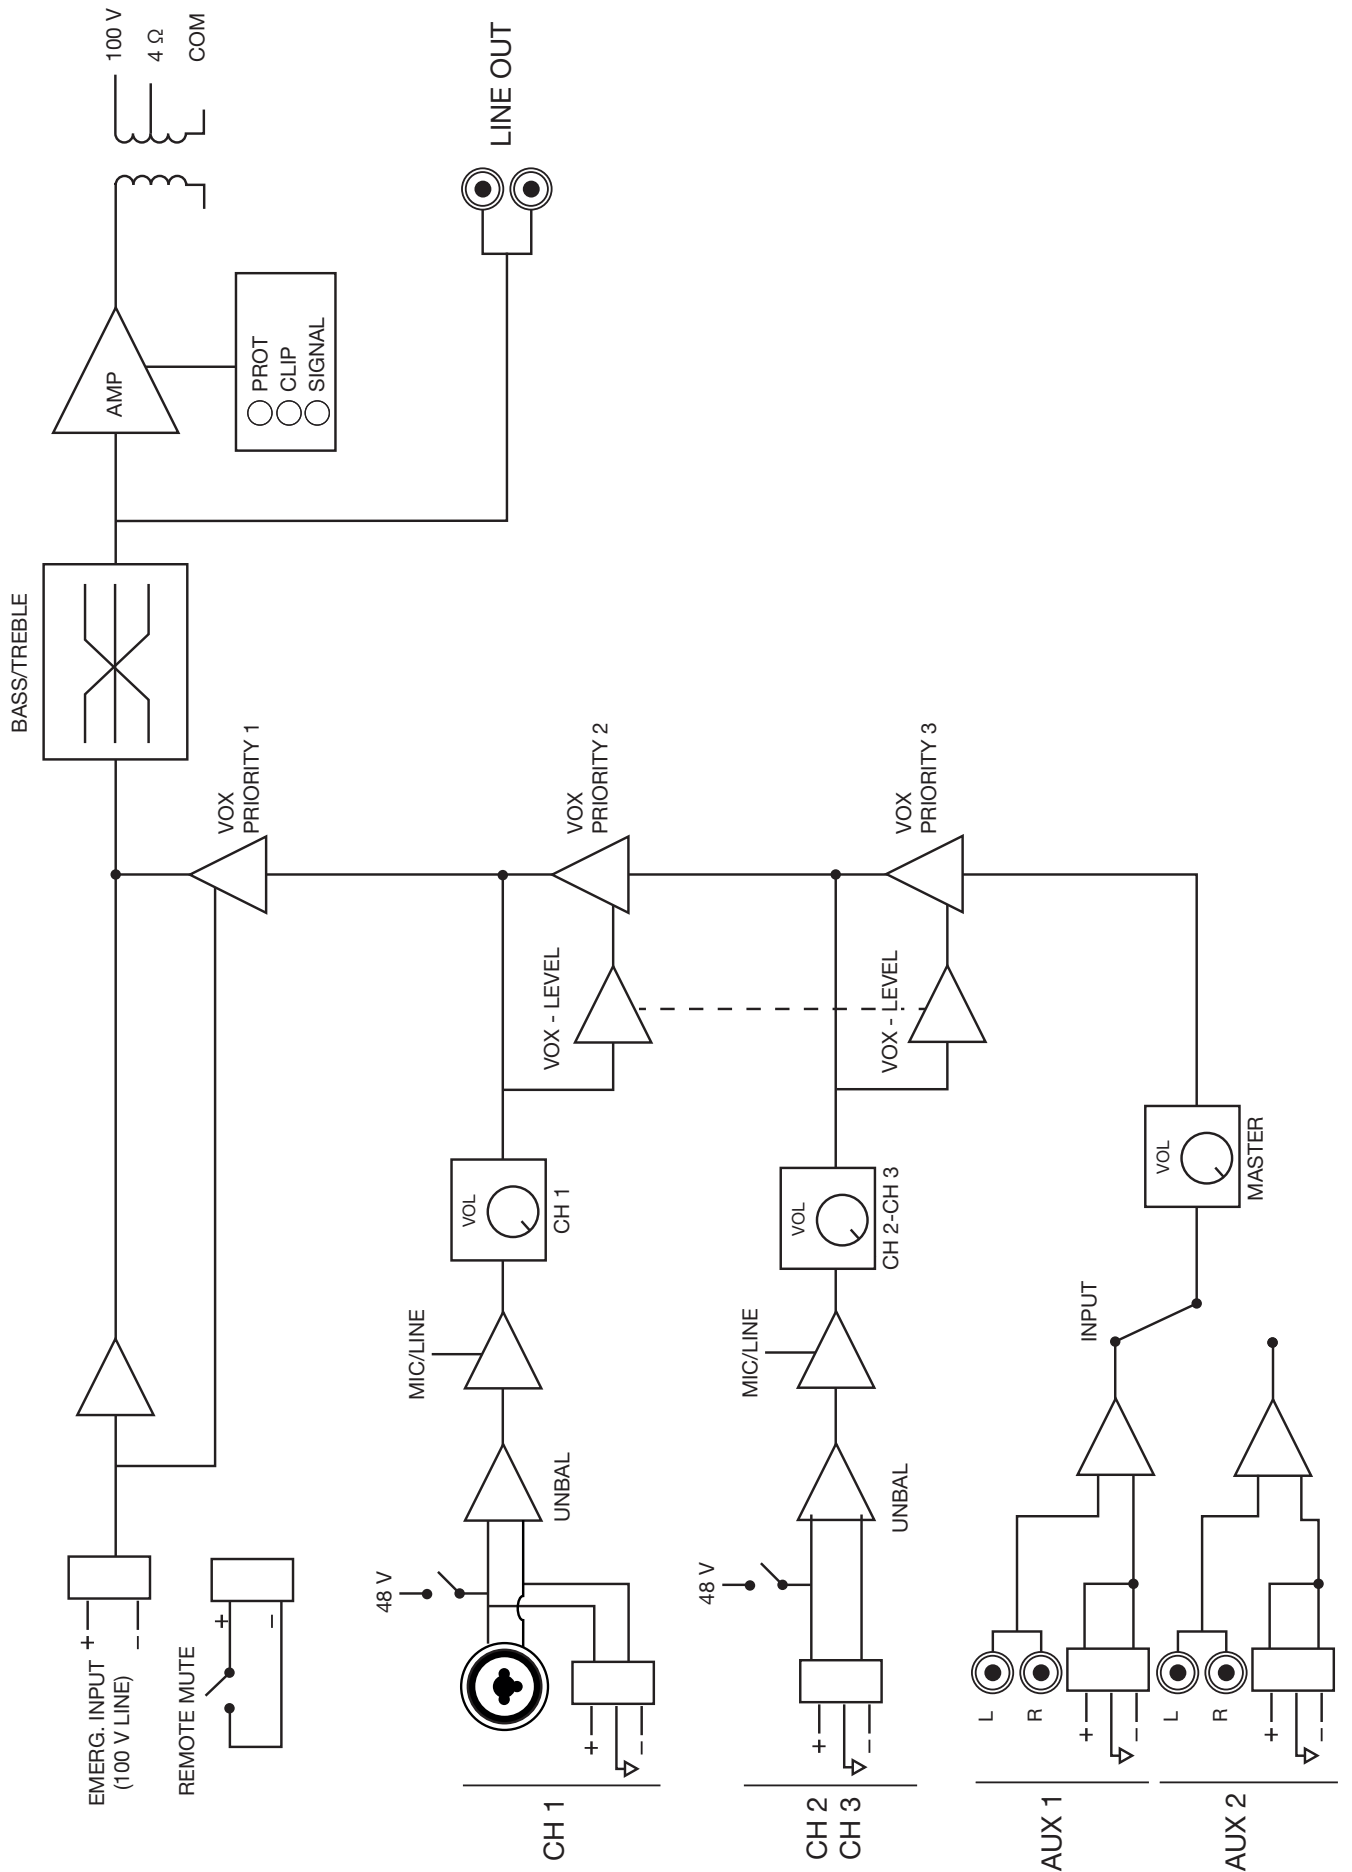 EMERG. INPUT
(100 V LINE)
+
–
REMOTE MUTE
+
–
BASS/TREBLE
AMP
PROT
CLIP
SIGNAL
100 V
4 Ω
COM
LINE OUT
VOX
PRIORITY 1
CH 1
+
–
48 V
UNBAL
MIC/LINE
VOL
CH 1
VOX - LEVEL
VOX
PRIORITY 2
CH 2
CH 3
+
–
48 V
UNBAL
MIC/LINE
VOL
CH 2-CH 3
VOX - LEVEL
VOX
PRIORITY 3
AUX 1
L
R
+
–
INPUT
VOL
MASTER
AUX 2
L
R
+
–